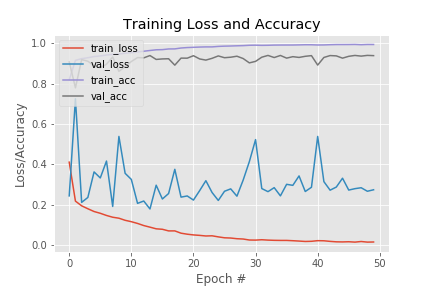 Training Loss and Accuracy
1.0
0.8
0.6
0.4
0.2
0.0
Loss/Accuracy
train_loss
val_loss
train_acc
val_acc
0 10 20 30 40 50
Epoch #